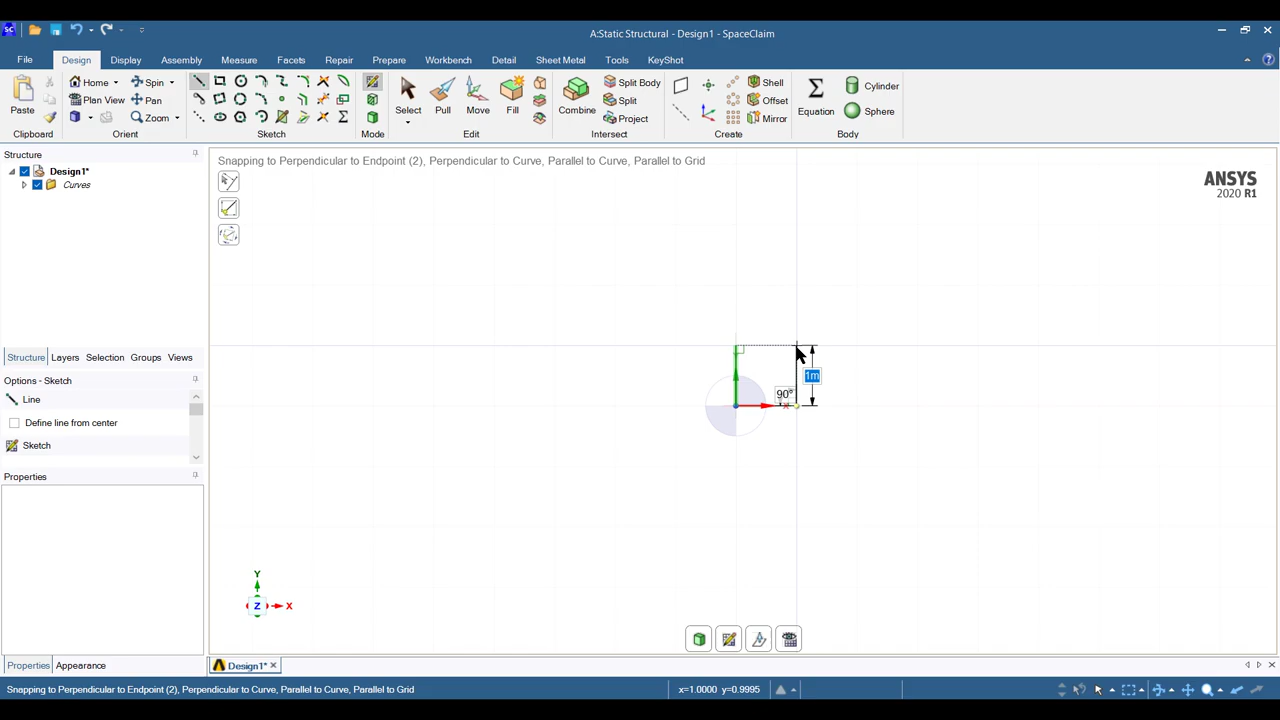 A:Static Structural - Design1 - SpaceClaim
File Design Display Assembly Measure Facets Repair Prepare Workbench Detail Sheet Metal Tools KeyShot
Paste Home Spin Select Pull Move Fill Combine Split Body Shell Equation Cylinder
Plan View Pan Split Offset Sphere
Zoom Project Mirror
Clipboard Orient Sketch Mode Edit Intersect Create Body
Structure
Design1*
Curves
Snapping to Perpendicular to Endpoint (2), Perpendicular to Curve, Parallel to Curve, Parallel to Grid
ANSYS
2020 R1
1m
90°
Structure Layers Selection Groups Views
Options - Sketch
Line
Define line from center
Sketch
Properties
Y
Z X
Properties Appearance
Design1*
Snapping to Perpendicular to Endpoint (2), Perpendicular to Curve, Parallel to Curve, Parallel to Grid
x=1.0000 y=0.9995